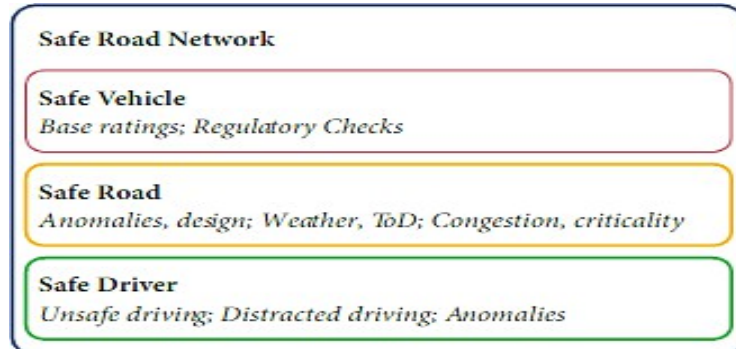 Safe Road Network
Safe Vehicle
Base ratings; Regulatory Checks
Safe Road
Anomalies, design; Weather, ToD; Congestion, criticality
Safe Driver
Unsafe driving; Distracted driving; Anomalies